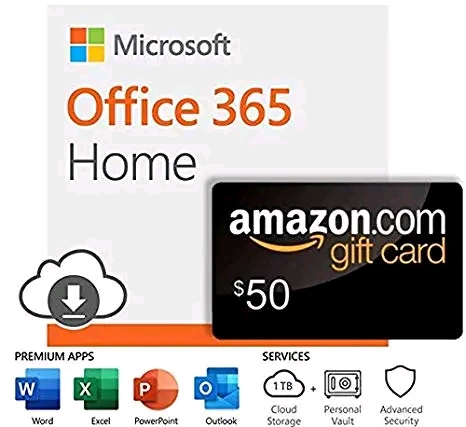 Microsoft
Office 365
Home
amazon.com
gift card
$50
PREMIUM APPS
W
Word
X
Excel
P
PowerPoint
O
Outlook
SERVICES
1TB
+
Cloud
Storage
Personal
Vault
Advanced
Security